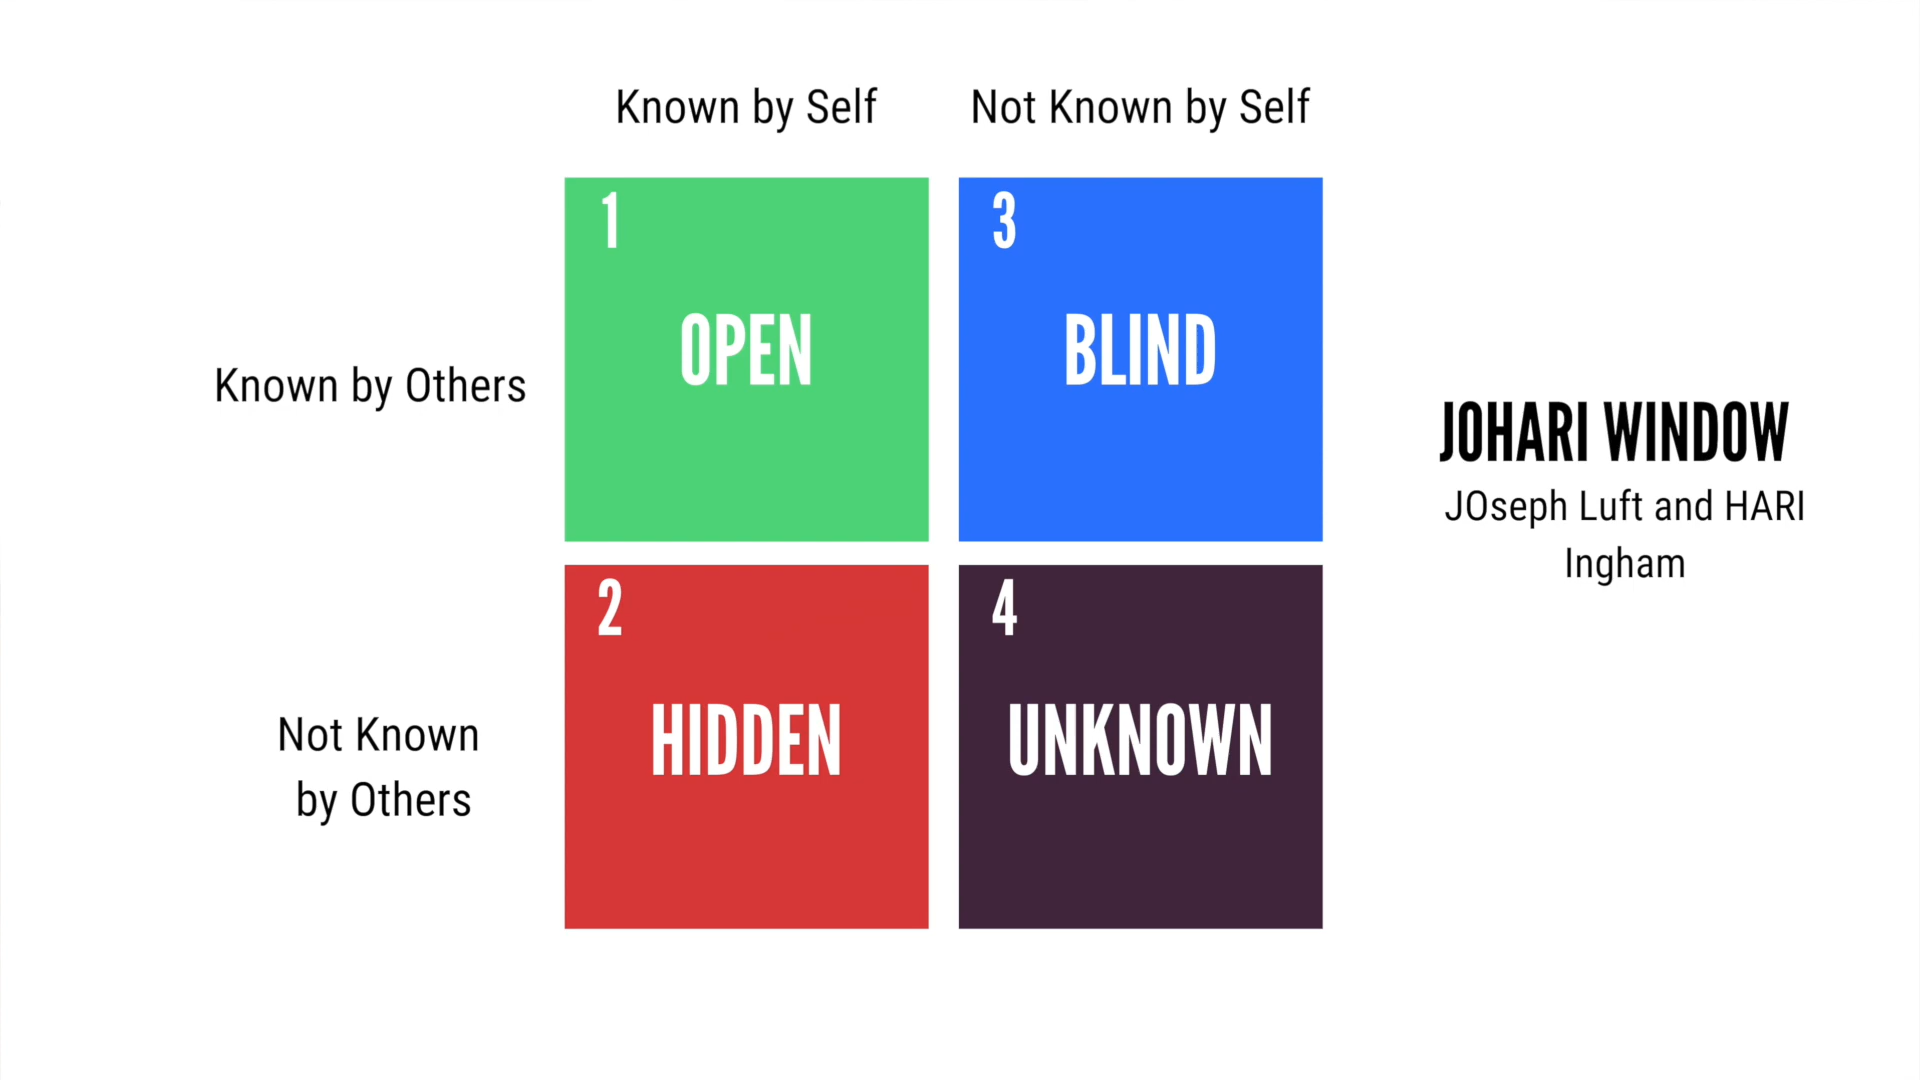 Known by Self
Not Known by Self
Known by Others
1
OPEN
3
BLIND
Not Known
by Others
2
HIDDEN
4
UNKNOWN
JOHARI WINDOW
JOseph Luft and HARI
Ingham